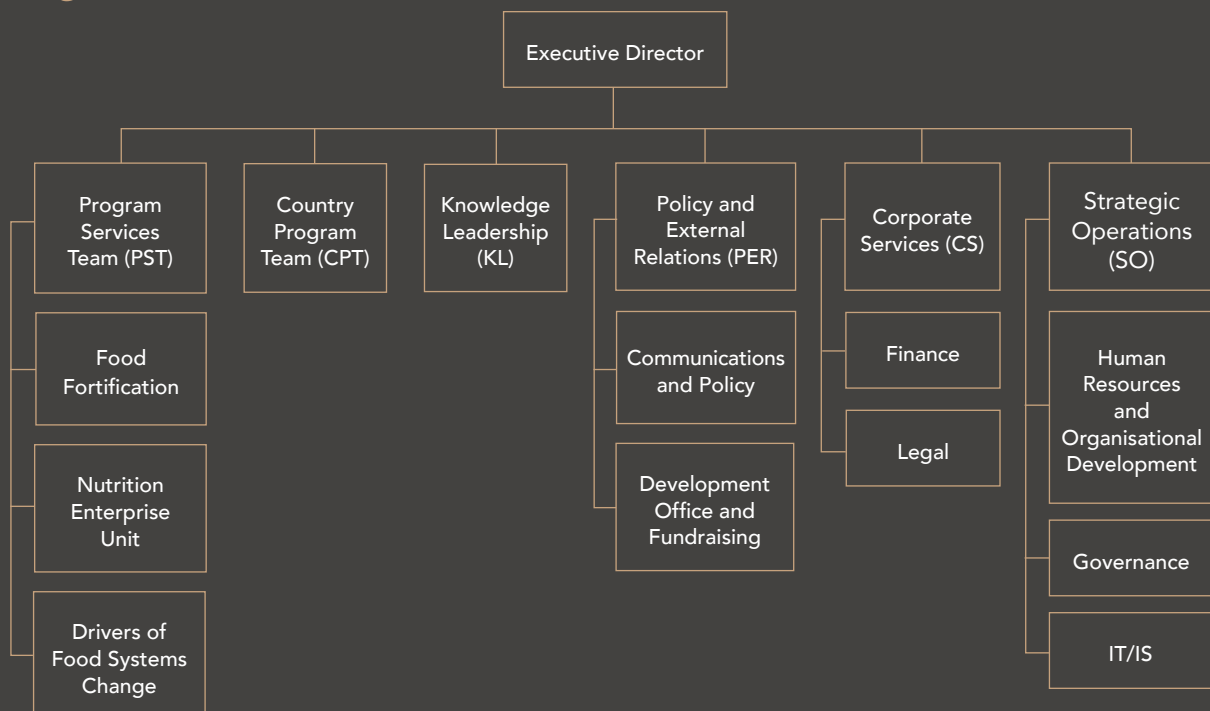 Executive Director
Program
Services
Team (PST)
Country
Program
Team (CPT)
Knowledge
Leadership
(KL)
Policy and
External
Relations (PER)
Corporate
Services (CS)
Strategic
Operations
(SO)
Food
Fortification
Nutrition
Enterprise
Unit
Drivers of
Food Systems
Change
Communications
and Policy
Development
Office and
Fundraising
Finance
Legal
Human
Resources
and
Organisational
Development
Governance
IT/IS